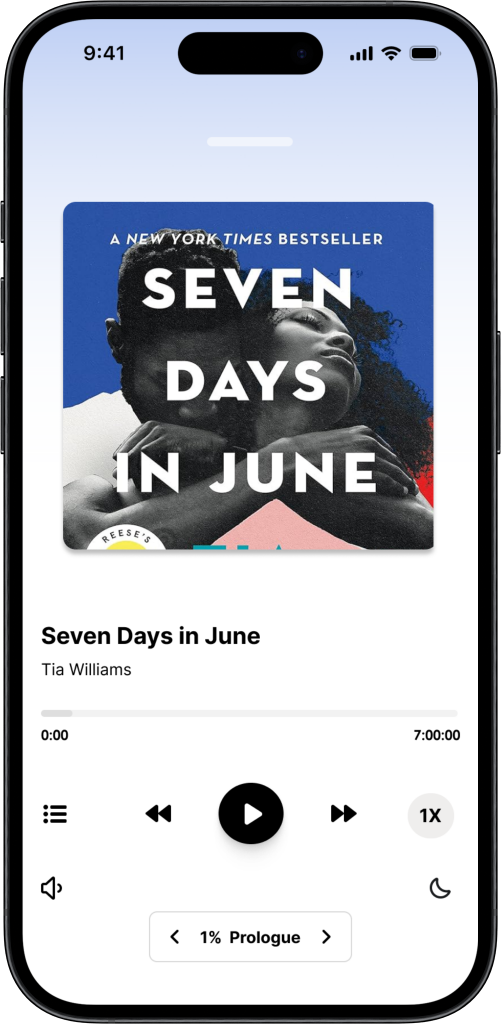 9:41
A NEW YORK TIMES BESTSELLER
SEVEN
DAYS
IN JUNE
REESE'S
Seven Days in June
Tia Williams
0:00
7:00:00
1X
1% Prologue